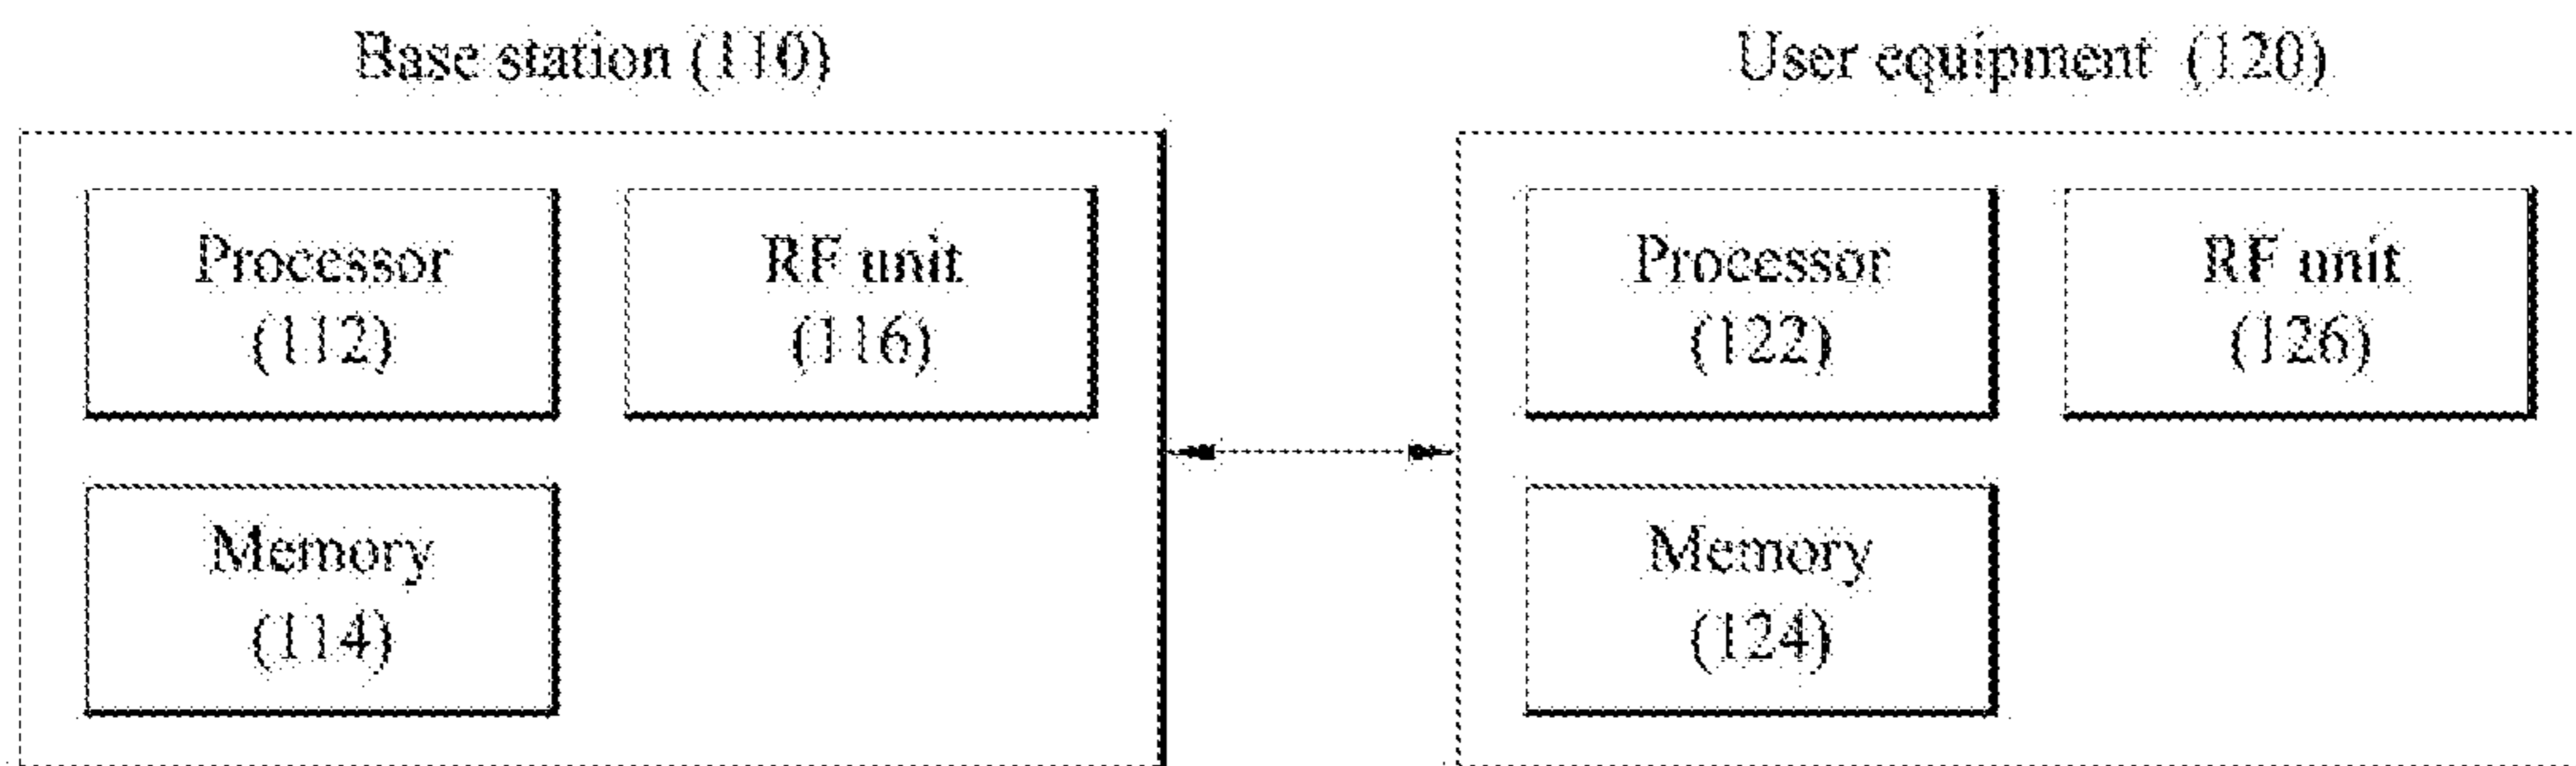 Base station (110)
Processor
(112)
RF unit
(116)
Memory
(114)
User equipment (120)
Processor
(122)
RF unit
(126)
Memory
(124)